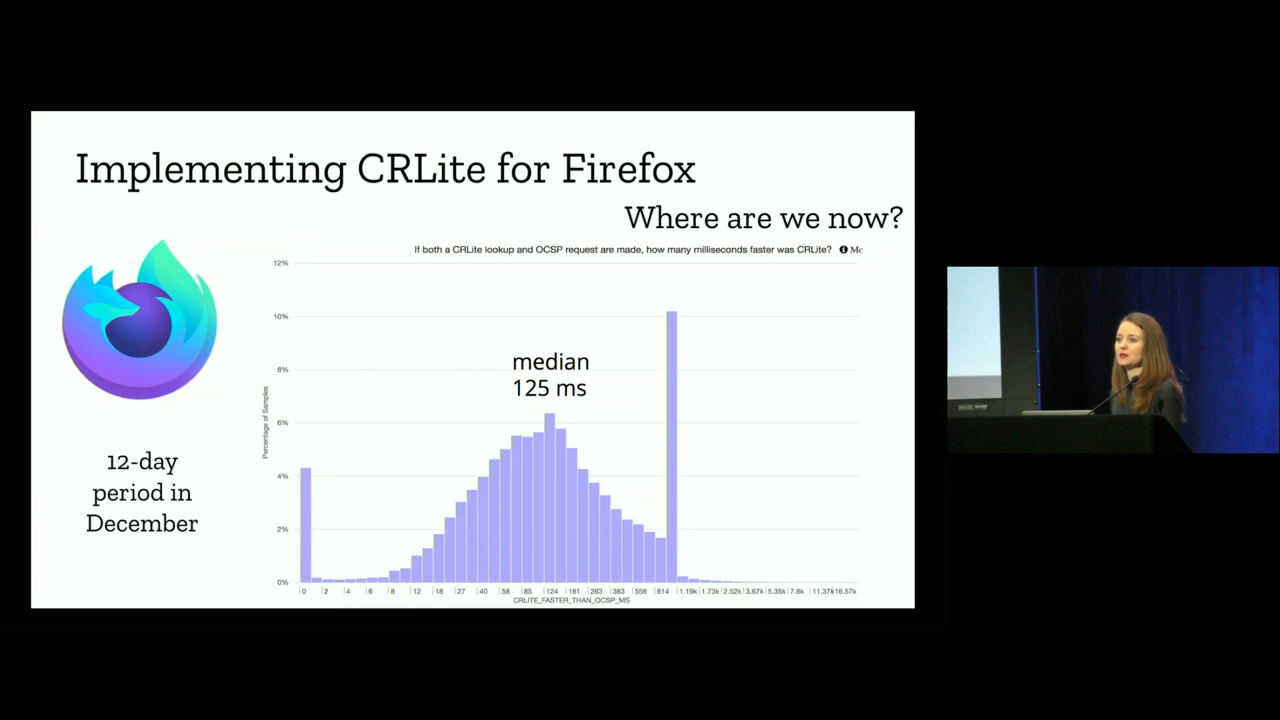 Implementing CRLite for Firefox
Where are we now?
If both a CRLite lookup and OCSP request are made, how many milliseconds faster was CRLite? Mc
12%
10%
8%
6%
4%
2%
0%
Percentage of Samples
median
125 ms
0 2 4 6 8 12 18 27 40 58 85 124 181 263 383 558 814 1.19k 1.73k 2.52k 3.67k 5.35k 7.8k 11.37k 16.57k
CRLITE_FASTER_THAN_OCSP_MS
12-day
period in
December